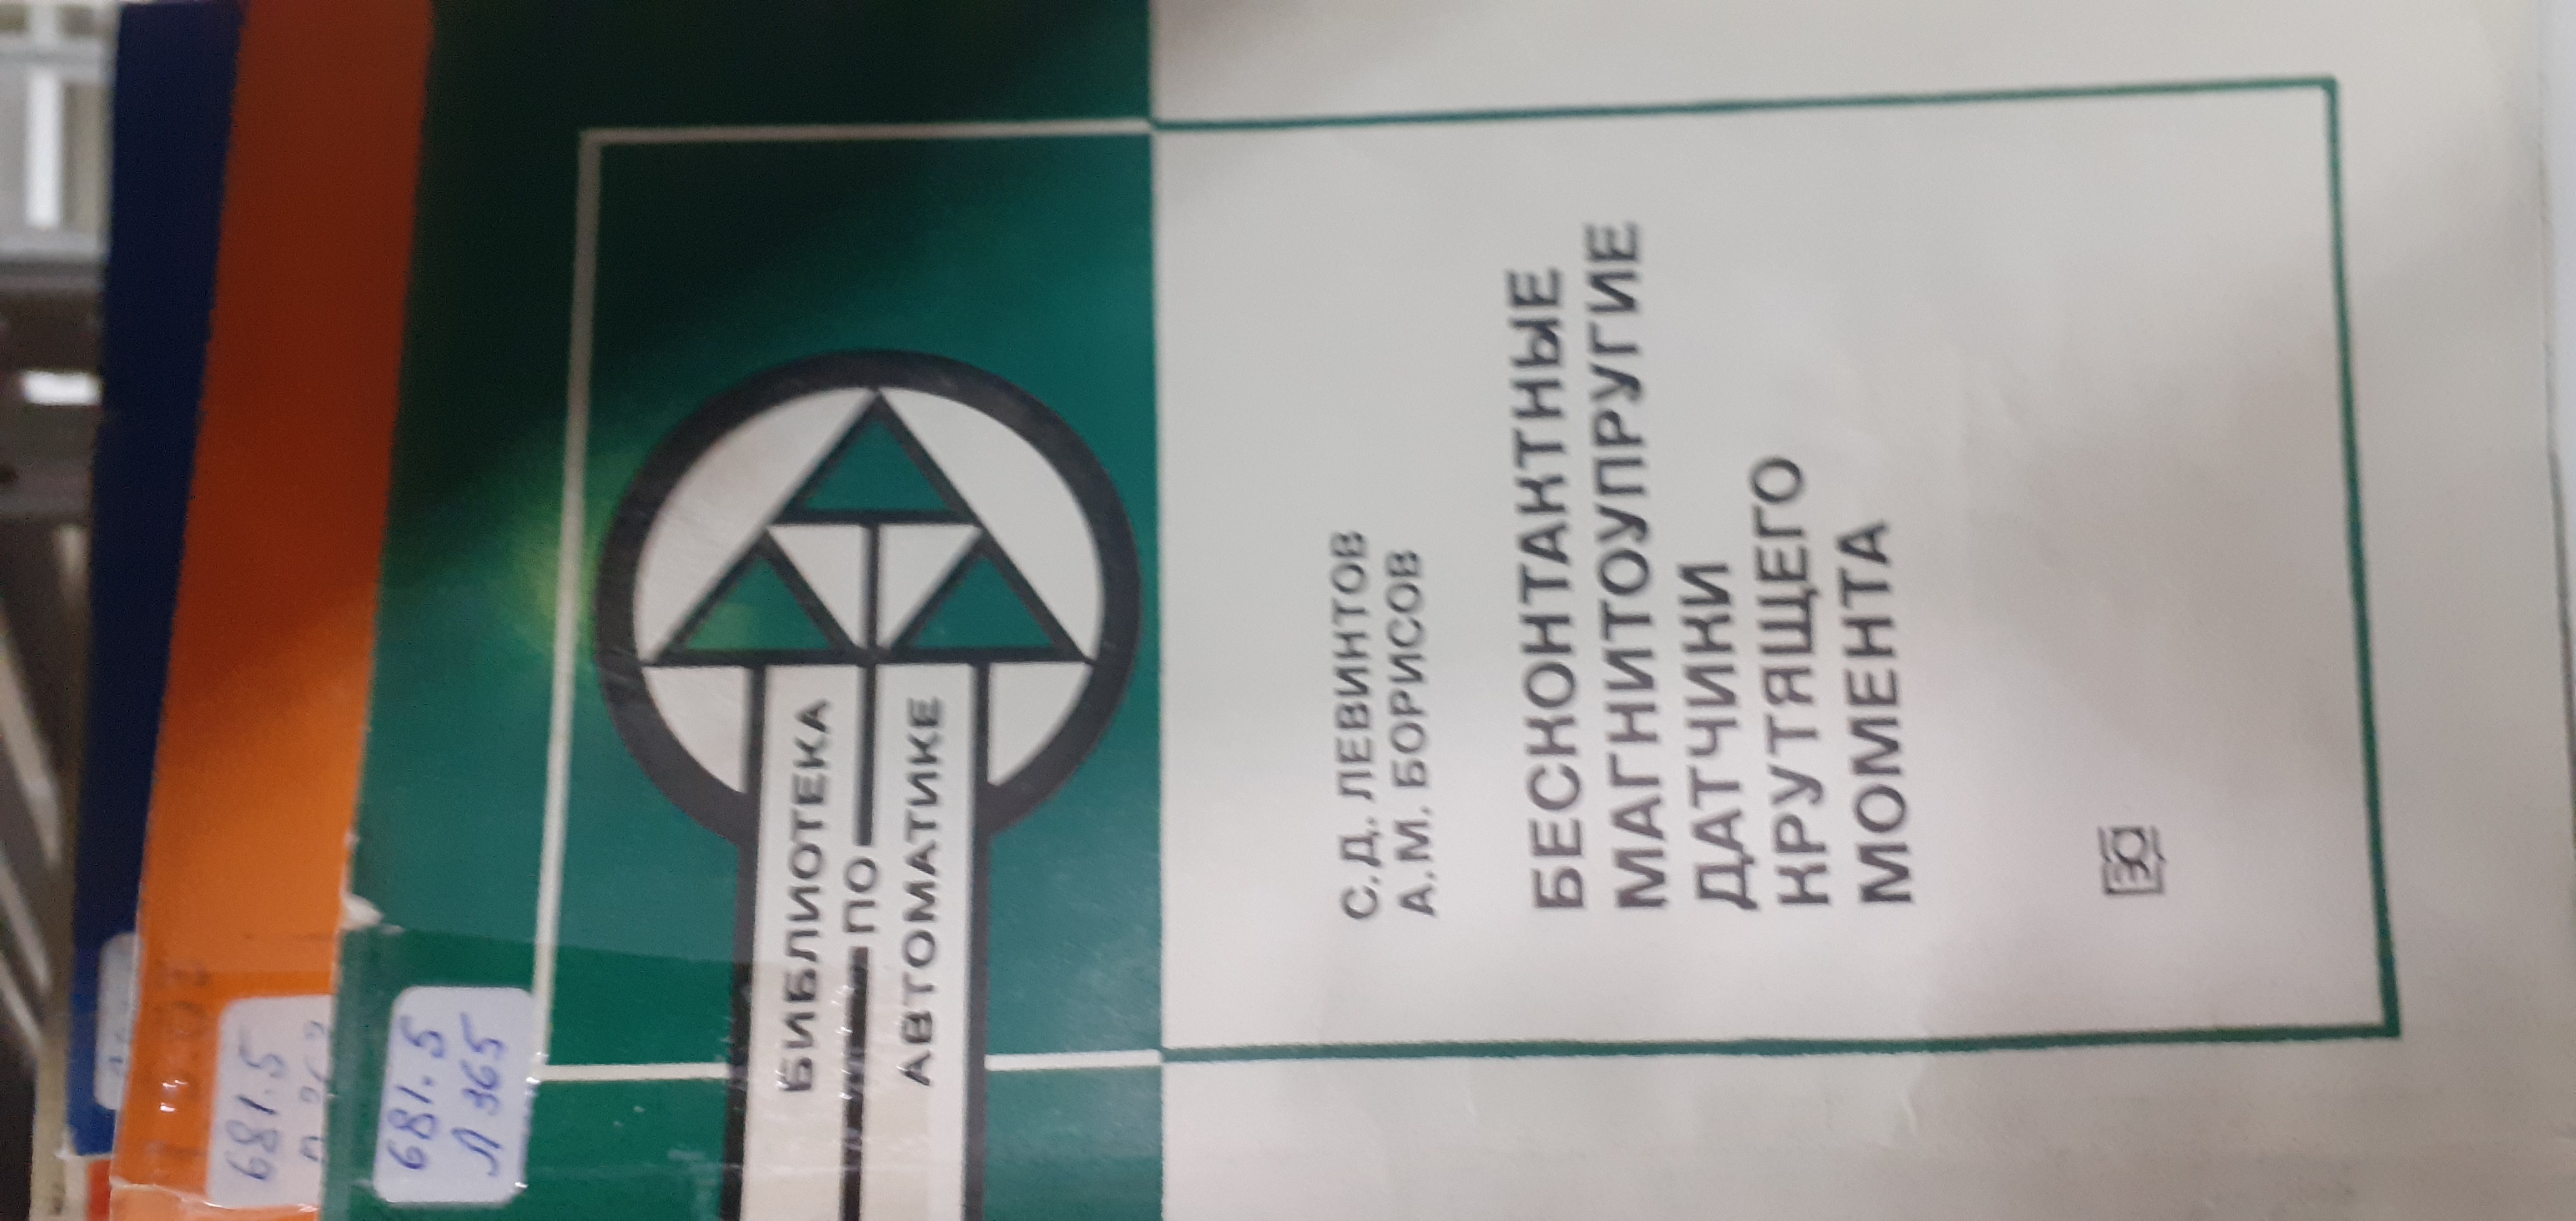 БИБЛИОТЕКА
ПО
АВТОМАТИКЕ
С.Д. ЛЕВИНТОВ
А.М. БОРИСОВ
БЕСКОНТАКТНЫЕ
МАГНИТОУПРУГИЕ
ДАТЧИКИ
КРУТЯЩЕГО
МОМЕНТА
681.5
Л 365
681.5